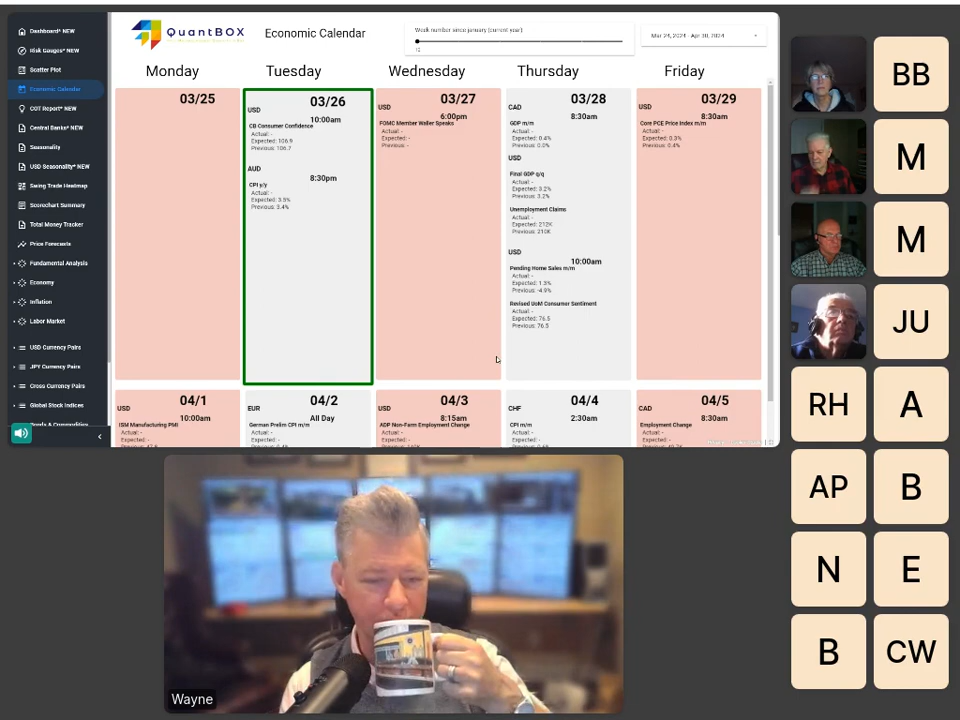 Dashboard* NEW
Risk Gauges* NEW
Scatter Plot
Economic Calendar
COT Report* NEW
Central Banks* NEW
Seasonality
USD Seasonality* NEW
Swing Trade Heatmap
Scorechart Summary
Total Money Tracker
Price Forecasts
Fundamental Analysis
Economy
Inflation
Labor Market
USD Currency Pairs
JPY Currency Pairs
Cross Currency Pairs
Global Stock Indices
QuantBOX
Economic Calendar
Week number since january (current year)
Mar 24, 2024 - Apr 30, 2024
Monday
Tuesday
Wednesday
Thursday
Friday
03/25
03/26
USD
10:00am
CB Consumer Confidence
Actual: -
Expected: 106.9
Previous: 106.7
AUD
8:30pm
CPI y/y
Actual: -
Expected: 3.5%
Previous: 3.4%
03/27
USD
6:00pm
FOMC Member Waller Speaks
Actual: -
Expected: -
Previous: -
03/28
CAD
8:30am
GDP m/m
Actual: -
Expected: 0.4%
Previous: 0.0%
USD
Final GDP q/q
Actual: -
Expected: 3.2%
Previous: 3.2%
Unemployment Claims
Actual: -
Expected: 212K
Previous: 210K
USD
10:00am
Pending Home Sales m/m
Actual: -
Expected: 1.3%
Previous: -4.9%
Revised UoM Consumer Sentiment
Actual: -
Expected: 76.5
Previous: 76.5
03/29
USD
8:30am
Core PCE Price Index m/m
Actual: -
Expected: 0.3%
Previous: 0.4%
04/1
USD
10:00am
ISM Manufacturing PMI
Actual: -
Expected: -
04/2
EUR
All Day
German Prelim CPI m/m
Actual: -
Expected: -
04/3
USD
8:15am
ADP Non-Farm Employment Change
Actual: -
Expected: -
04/4
CHF
2:30am
CPI m/m
Actual: -
Expected: -
04/5
CAD
8:30am
Employment Change
Actual: -
Expected: -
BB
M
M
JU
RH
A
AP
B
N
E
B
CW
Wayne